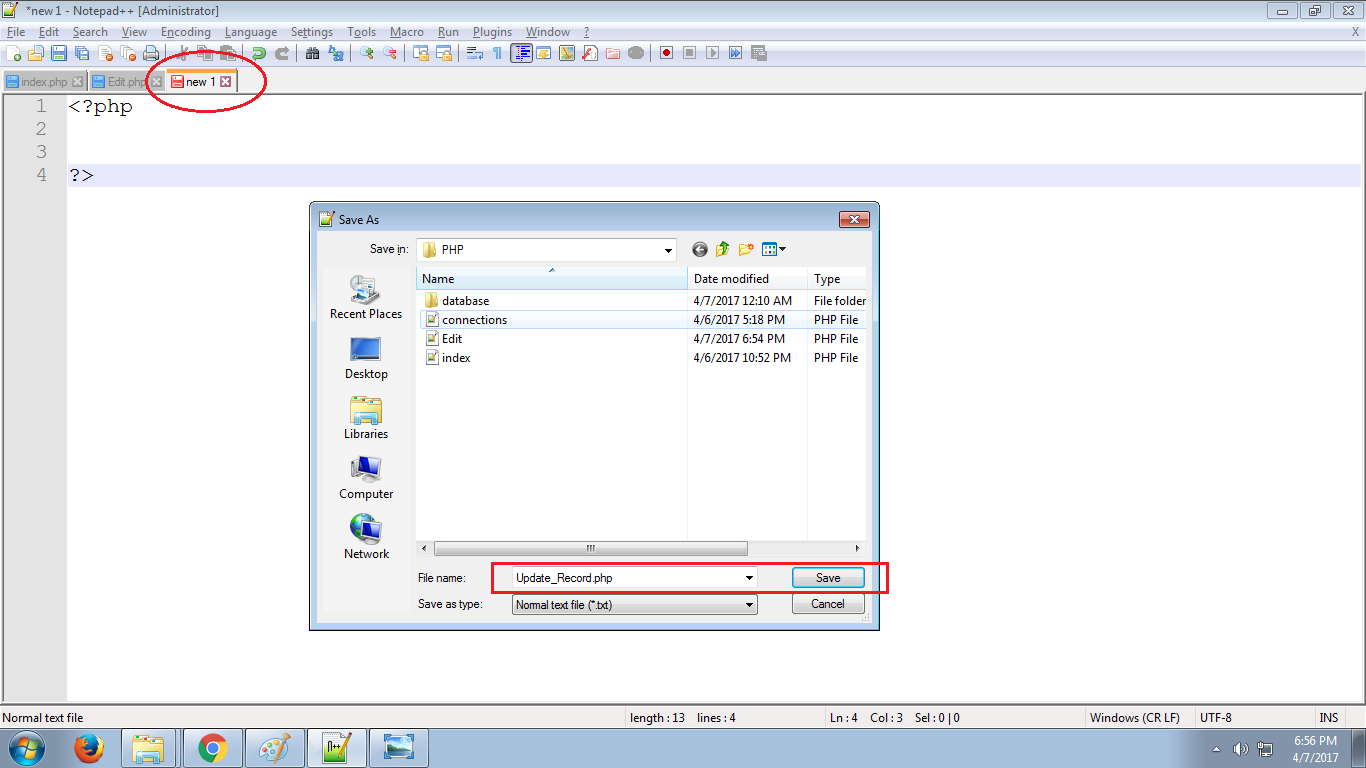 *new 1 - Notepad++ [Administrator]
File Edit Search View Encoding Language Settings Tools Macro Run Plugins Window ? X
index.php Edit.php new 1
1 <?php
2
3
4 ?>
Save As
Save in: PHP
Name Date modified Type
database 4/7/2017 12:10 AM File folder
connections 4/6/2017 5:18 PM PHP File
Edit 4/7/2017 6:54 PM PHP File
index 4/6/2017 10:52 PM PHP File
Recent Places
Desktop
Libraries
Computer
Network
File name: Update_Record.php Save
Save as type: Normal text file (*.txt) Cancel
Normal text file length : 13 lines : 4 Ln : 4 Col : 3 Sel : 0 | 0 Windows (CR LF) UTF-8 INS
6:56 PM
4/7/2017